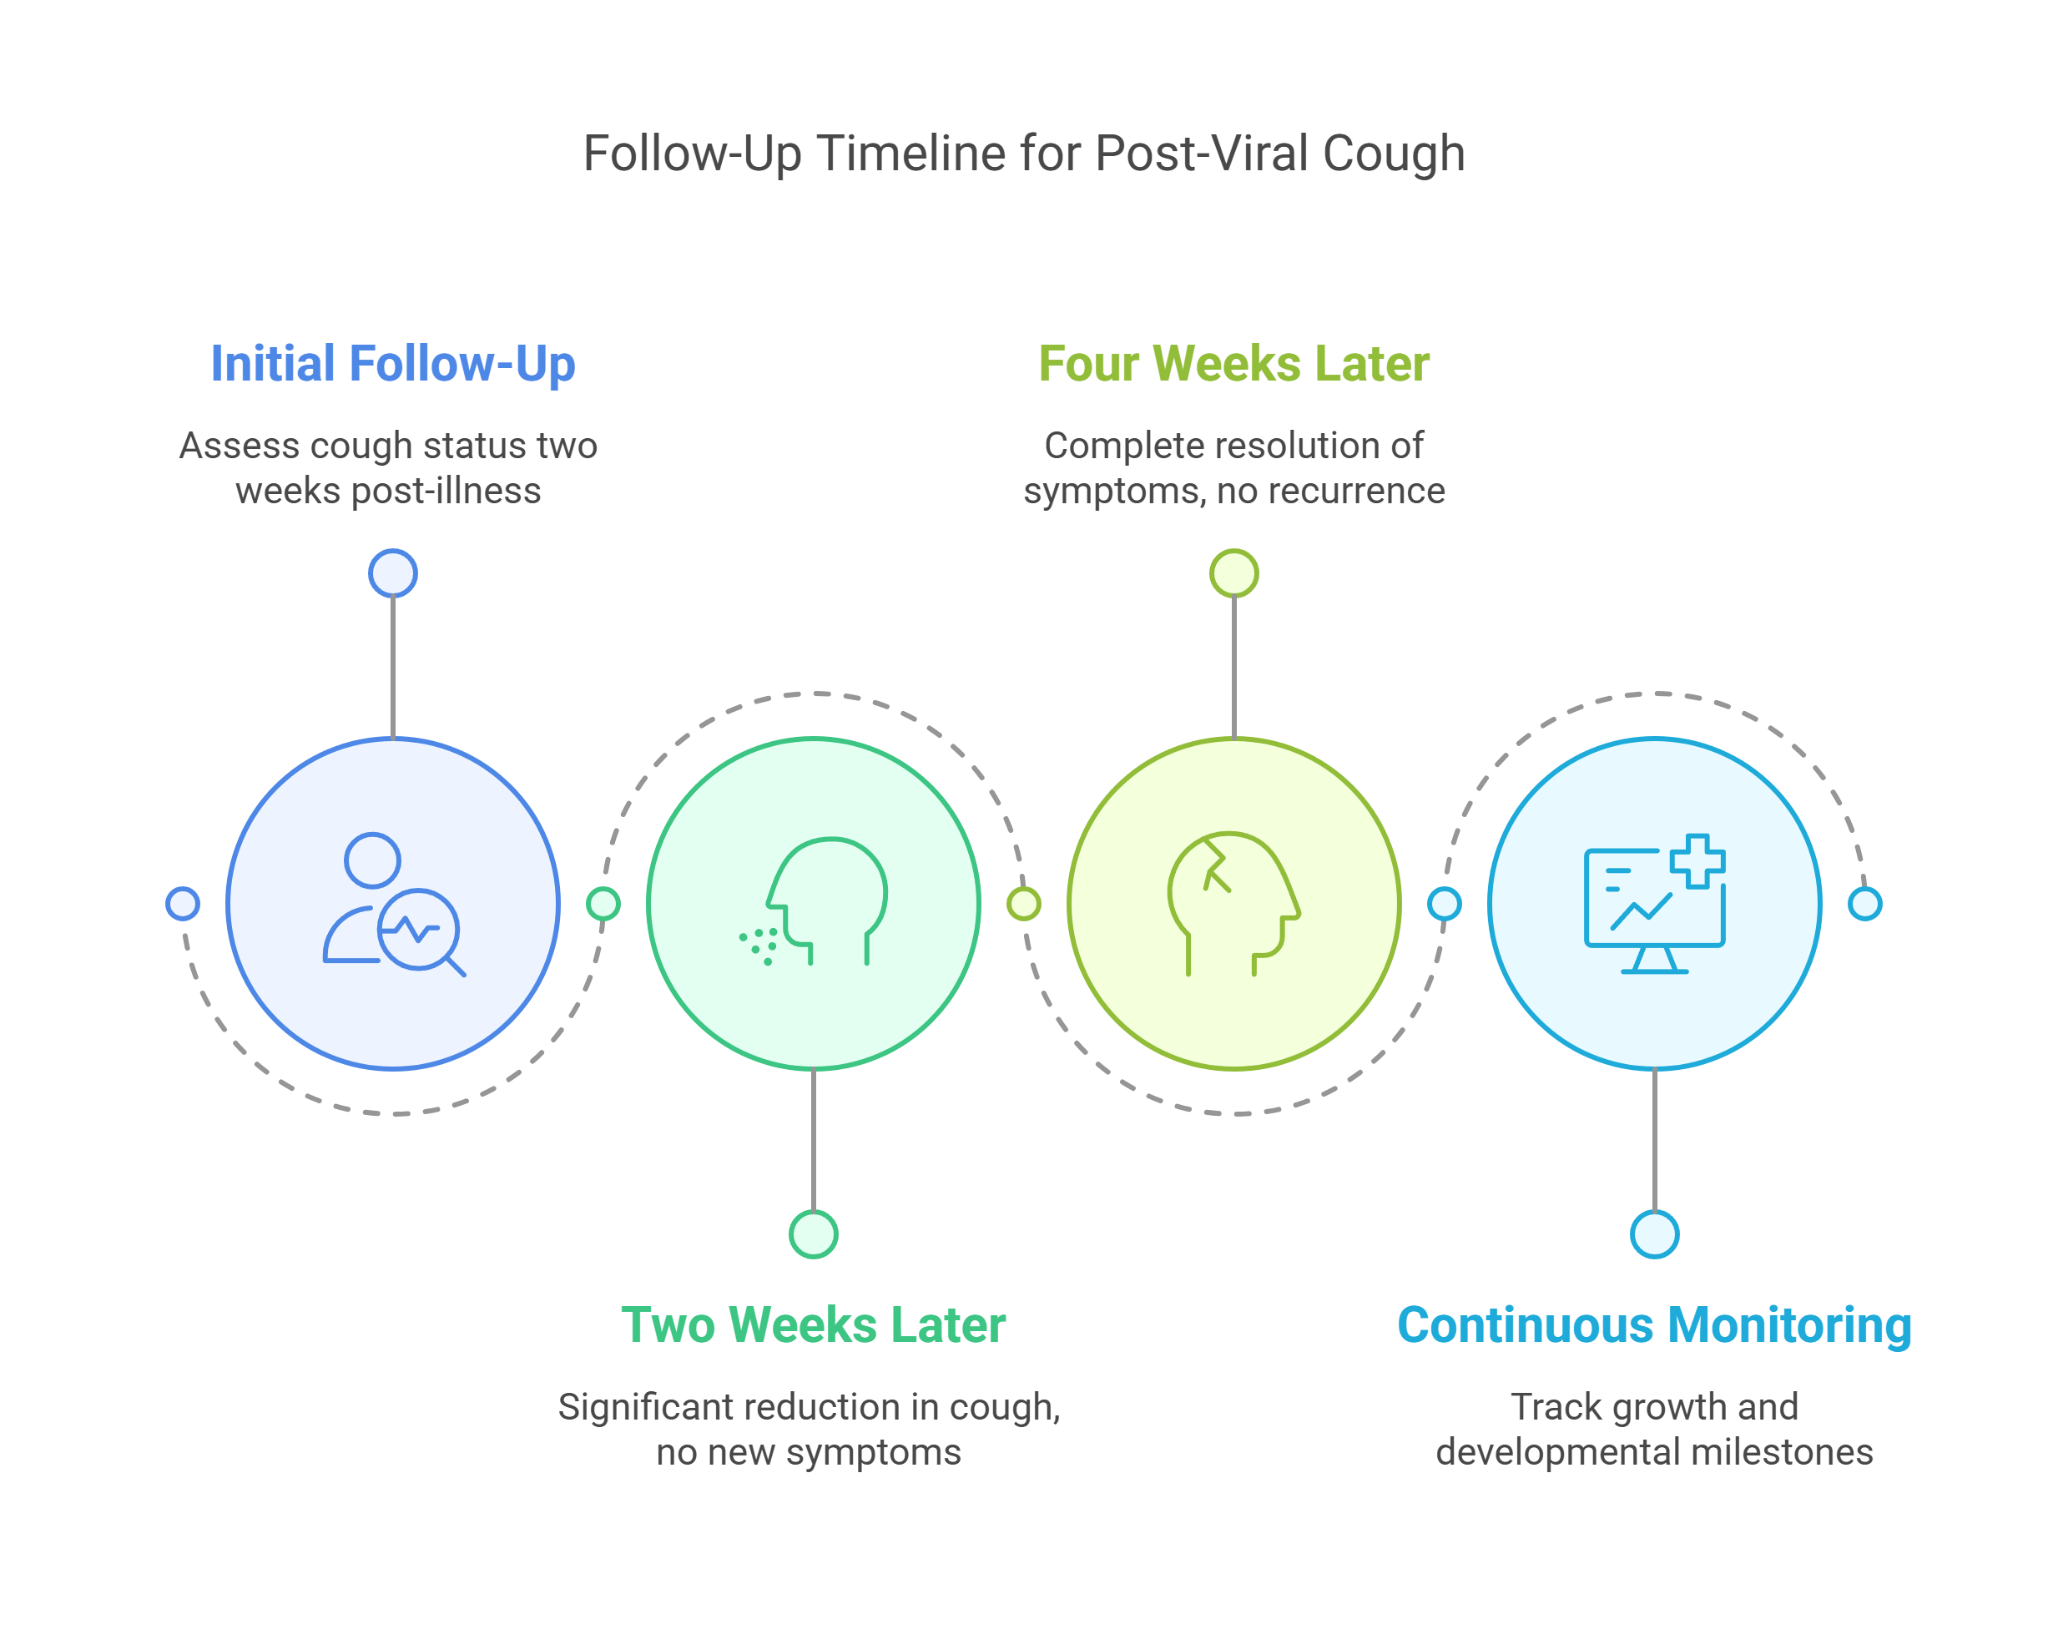 Follow-Up Timeline for Post-Viral Cough
Initial Follow-Up
Assess cough status two
weeks post-illness
Two Weeks Later
Significant reduction in cough,
no new symptoms
Four Weeks Later
Complete resolution of
symptoms, no recurrence
Continuous Monitoring
Track growth and
developmental milestones